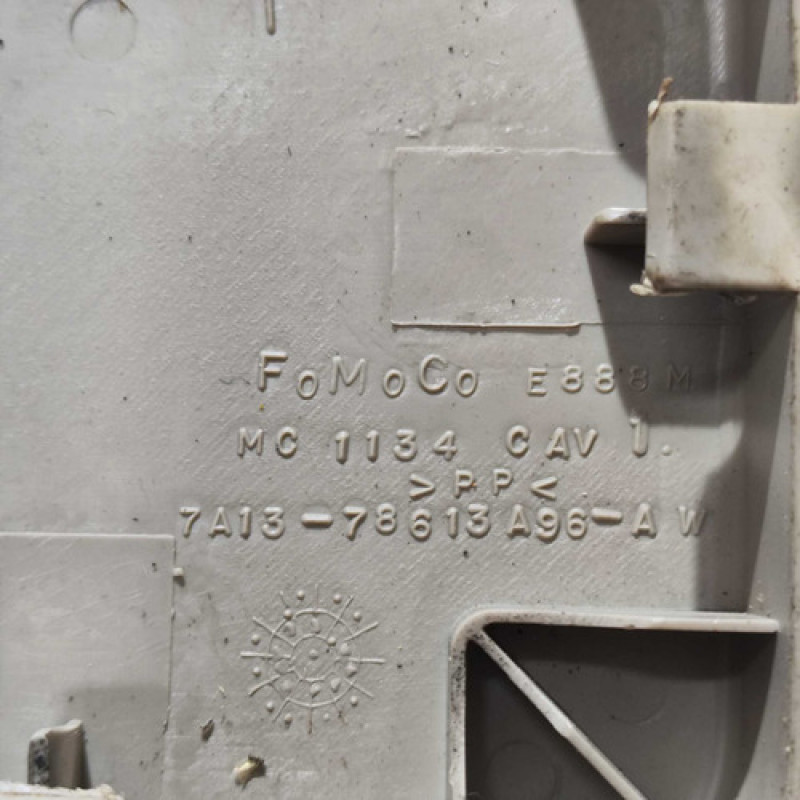 FoMoCo E888M
MC 1134 CAV 1.
>PP<
7A13-78613A96-AW